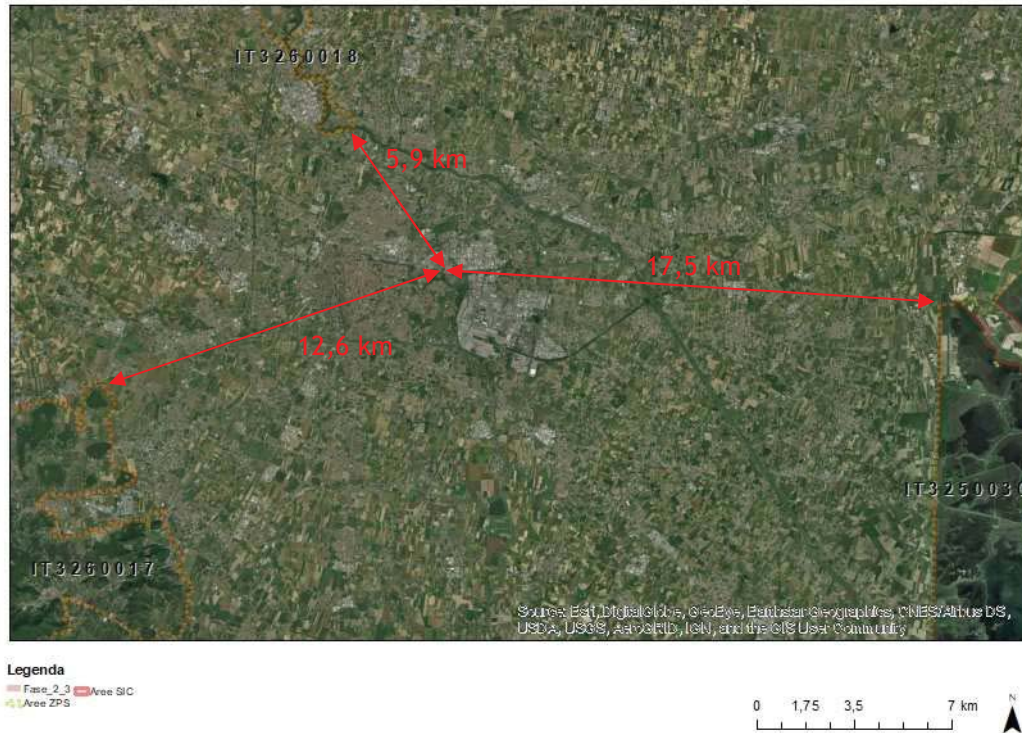 IT3260018
5,9 km
17,5 km
12,6 km
IT3250030
IT3260017
Source: Esri, DigitalGlobe, GeoEye, Earthstar Geographics, CNES/Airbus DS,
USDA, USGS, AeroGRID, IGN, and the GIS User Community
Legenda
Fase_2_3 Aree SIC
Aree ZPS
0 1,75 3,5 7 km
N